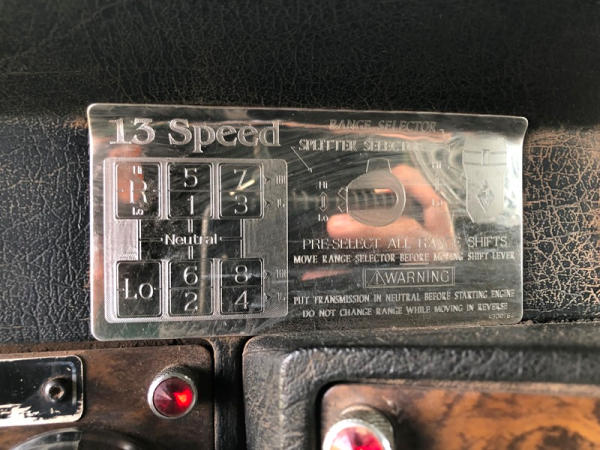 13 Speed
RANGE SELECTOR
SPLITTER SELECTOR
Hi
R
Lo
5 7
1 3
Hi
Lo
Neutral
Lo
6 8
2 4
PRE-SELECT ALL RANGE SHIFTS
MOVE RANGE SELECTOR BEFORE MOVING SHIFT LEVER
WARNING
PUT TRANSMISSION IN NEUTRAL BEFORE STARTING ENGINE
DO NOT CHANGE RANGE WHILE MOVING IN REVERSE